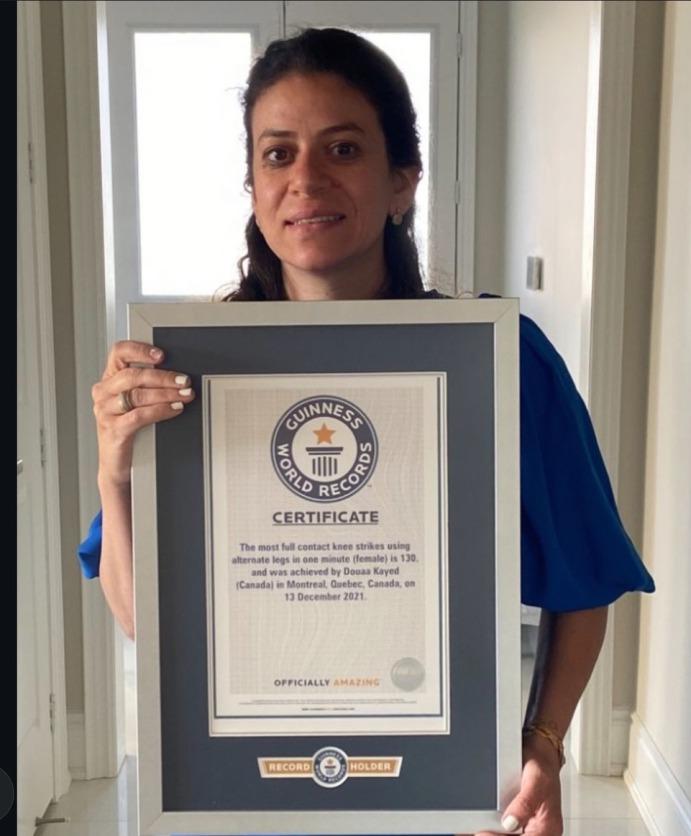 GUINNESS
WORLD RECORDS
CERTIFICATE
The most full contact knee strikes using
alternate legs in one minute (female) is 130,
and was achieved by Douaa Kayed
(Canada) in Montreal, Quebec, Canada, on
13 December 2021.
OFFICIALLY AMAZING
RECORD HOLDER